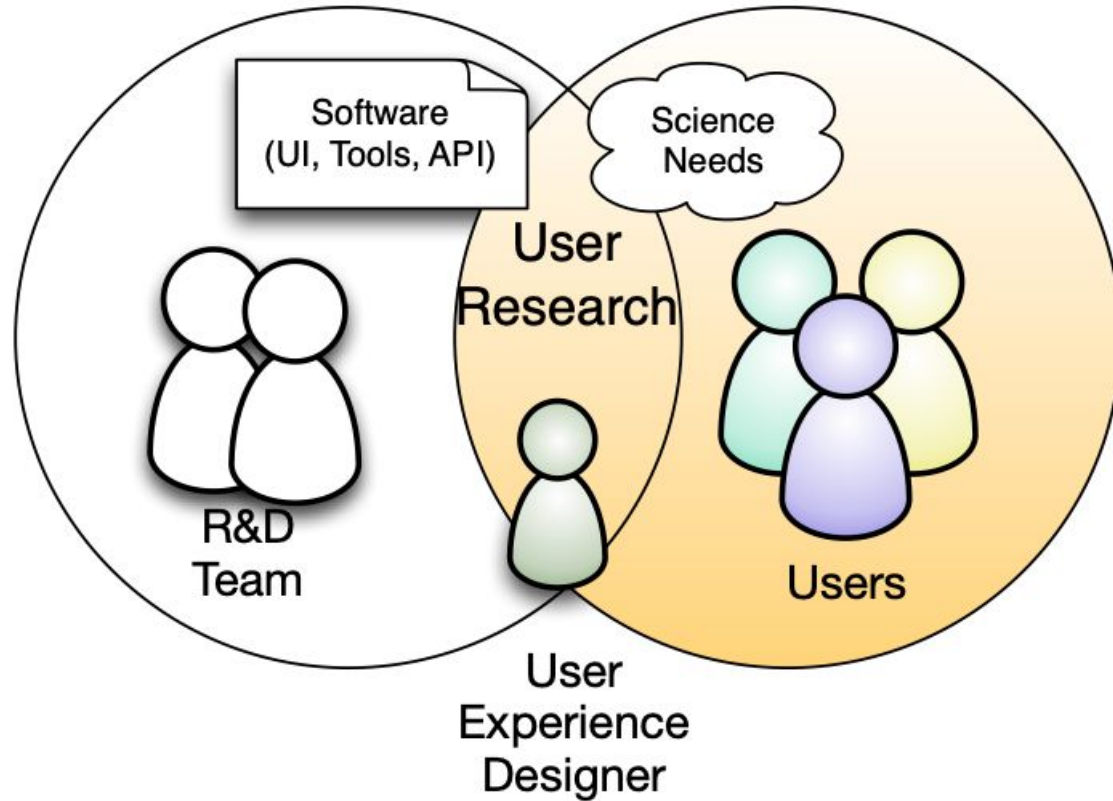 Software
(UI, Tools, API)
Science
Needs
User
Research
R&D
Team
Users
User
Experience
Designer